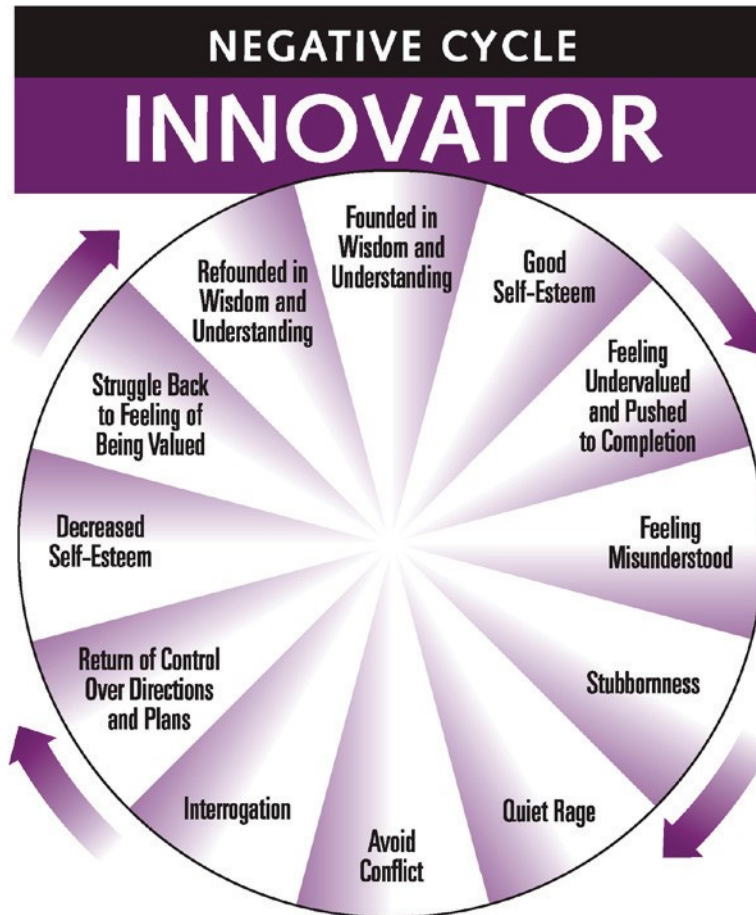 NEGATIVE CYCLE
INNOVATOR
Founded in
Wisdom and
Understanding
Good
Self-Esteem
Feeling
Undervalued
and Pushed
to Completion
Feeling
Misunderstood
Stubbornness
Quiet Rage
Avoid
Conflict
Interrogation
Return of Control
Over Directions
and Plans
Decreased
Self-Esteem
Struggle Back
to Feeling of
Being Valued
Refounded in
Wisdom and
Understanding